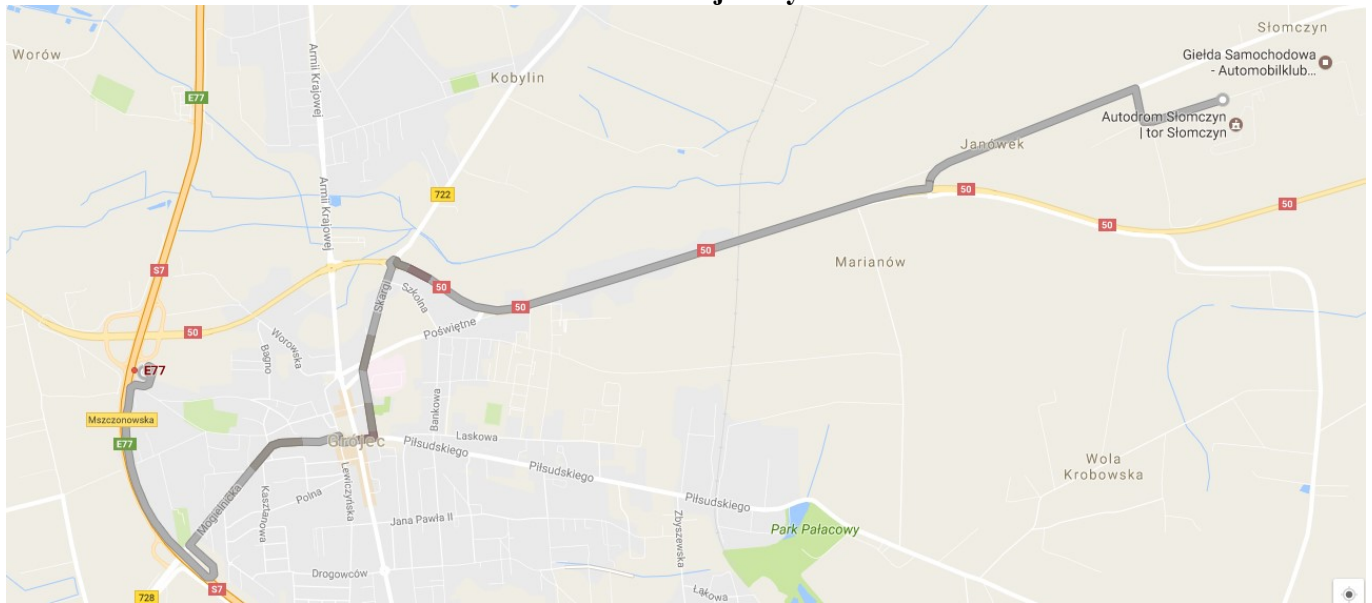 Słomczyn
Worów
Giełda Samochodowa
- Automobilklub...
Armii Krajowej
Kobylin
E77
Autodrom Słomczyn
| tor Słomczyn
Janówek
Armii Krajowej
722
50
50
50
50
Marianów
S7
Skargi
50
Szkolna
50
50
Poświętne
Worowska
Bagno
E77
Bankowa
Mszczonowska
E77
Grójec
Laskowa
Piłsudskiego
Piłsudskiego
Piłsudskiego
Wola
Krobowska
Lewiczyńska
Polna
Mogielnicka
Kasztanowa
Jana Pawła II
Zbyszewska
Park Pałacowy
Drogowców
S7
728
Łąkowa